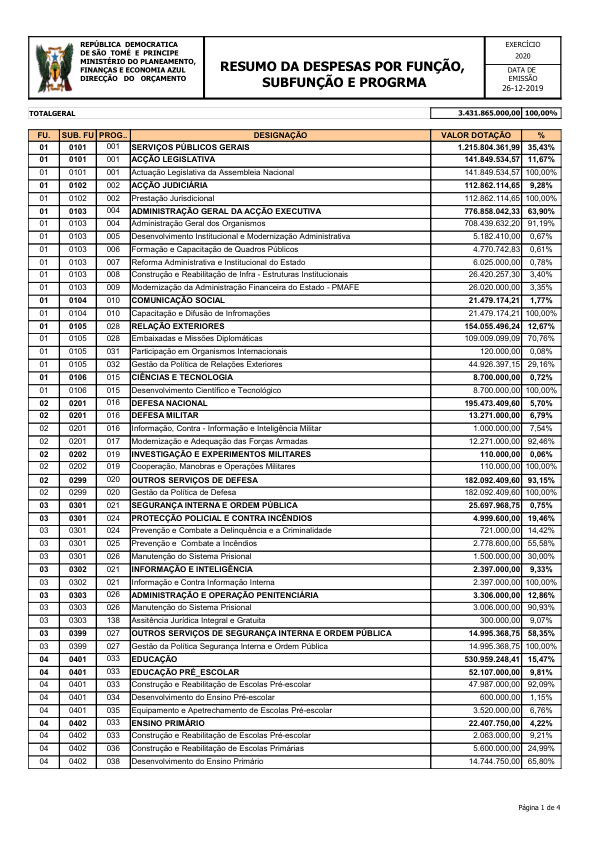 REPÚBLICA DEMOCRATICA
DE SÃO TOMÉ E PRINCIPE
MINISTÉRIO DO PLANEAMENTO,
FINANÇAS E ECONOMIA AZUL
DIRECÇÃO DO ORÇAMENTO
RESUMO DA DESPESAS POR FUNÇÃO,
SUBFUNÇÃO E PROGRMA
EXERCÍCIO
2020
DATA DE
EMISSÃO
26-12-2019
TOTALGERAL 3.431.865.000,00 100,00%
FU. SUB. FU PROG.. DESIGNAÇÃO VALOR DOTAÇÃO %
01 0101 001 SERVIÇOS PÚBLICOS GERAIS 1.215.804.361,99 35,43%
01 0101 001 ACÇÃO LEGISLATIVA 141.849.534,57 11,67%
01 0101 001 Actuação Legislativa da Assembleia Nacional 141.849.534,57 100,00%
01 0102 002 ACÇÃO JUDICIÁRIA 112.862.114,65 9,28%
01 0102 002 Prestação Jurisdicional 112.862.114,65 100,00%
01 0103 004 ADMINISTRAÇÃO GERAL DA ACÇÃO EXECUTIVA 776.858.042,33 63,90%
01 0103 004 Administração Geral dos Organismos 708.439.632,20 91,19%
01 0103 005 Desenvolvimento Institucional e Modernização Administrativa 5.182.410,00 0,67%
01 0103 006 Formação e Capacitação de Quadros Públicos 4.770.742,83 0,61%
01 0103 007 Reforma Administrativa e Institucional do Estado 6.025.000,00 0,78%
01 0103 008 Construção e Reabilitação de Infra - Estruturas Institucionais 26.420.257,30 3,40%
01 0103 009 Modernização da Administração Financeira do Estado - PMAFE 26.020.000,00 3,35%
01 0104 010 COMUNICAÇÃO SOCIAL 21.479.174,21 1,77%
01 0104 010 Capacitação e Difusão de Infromações 21.479.174,21 100,00%
01 0105 028 RELAÇÃO EXTERIORES 154.055.496,24 12,67%
01 0105 028 Embaixadas e Missões Diplomáticas 109.009.099,09 70,76%
01 0105 031 Participação em Organismos Internacionais 120.000,00 0,08%
01 0105 032 Gestão da Política de Relações Exteriores 44.926.397,15 29,16%
01 0106 015 CIÊNCIAS E TECNOLOGIA 8.700.000,00 0,72%
01 0106 015 Desenvolvimento Científico e Tecnológico 8.700.000,00 100,00%
02 0201 016 DEFESA NACIONAL 195.473.409,60 5,70%
02 0201 016 DEFESA MILITAR 13.271.000,00 6,79%
02 0201 016 Informação, Contra - Informação e Inteligência Militar 1.000.000,00 7,54%
02 0201 017 Modernização e Adequação das Forças Armadas 12.271.000,00 92,46%
02 0202 019 INVESTIGAÇÃO E EXPERIMENTOS MILITARES 110.000,00 0,06%
02 0202 019 Cooperação, Manobras e Operações Militares 110.000,00 100,00%
02 0299 020 OUTROS SERVIÇOS DE DEFESA 182.092.409,60 93,15%
02 0299 020 Gestão da Política de Defesa 182.092.409,60 100,00%
03 0301 021 SEGURANÇA INTERNA E ORDEM PÚBLICA 25.697.968,75 0,75%
03 0301 024 PROTECÇÃO POLICIAL E CONTRA INCÊNDIOS 4.999.600,00 19,46%
03 0301 024 Prevenção e Combate a Delinquência e a Criminalidade 721.000,00 14,42%
03 0301 025 Prevenção e Combate a Incêndios 2.778.600,00 55,58%
03 0301 026 Manutenção do Sistema Prisional 1.500.000,00 30,00%
03 0302 021 INFORMAÇÃO E INTELIGÊNCIA 2.397.000,00 9,33%
03 0302 021 Informação e Contra Informação Interna 2.397.000,00 100,00%
03 0303 026 ADMINISTRAÇÃO E OPERAÇÃO PENITENCIÁRIA 3.306.000,00 12,86%
03 0303 026 Manutenção do Sistema Prisional 3.006.000,00 90,93%
03 0303 138 Assitência Jurídica Integral e Gratuita 300.000,00 9,07%
03 0399 027 OUTROS SERVIÇOS DE SEGURANÇA INTERNA E ORDEM PÚBLICA 14.995.368,75 58,35%
03 0399 027 Gestão da Política Segurança Interna e Ordem Pública 14.995.368,75 100,00%
04 0401 033 EDUCAÇÃO 530.959.248,41 15,47%
04 0401 033 EDUCAÇÃO PRÉ_ESCOLAR 52.107.000,00 9,81%
04 0401 033 Construção e Reabilitação de Escolas Pré-escolar 47.987.000,00 92,09%
04 0401 034 Desenvolvimento do Ensino Pré-escolar 600.000,00 1,15%
04 0401 035 Equipamento e Apetrechamento de Escolas Pré-escolar 3.520.000,00 6,76%
04 0402 033 ENSINO PRIMÁRIO 22.407.750,00 4,22%
04 0402 033 Construção e Reabilitação de Escolas Pré-escolar 2.063.000,00 9,21%
04 0402 036 Construção e Reabilitação de Escolas Primárias 5.600.000,00 24,99%
04 0402 038 Desenvolvimento do Ensino Primário 14.744.750,00 65,80%
Página 1 de 4